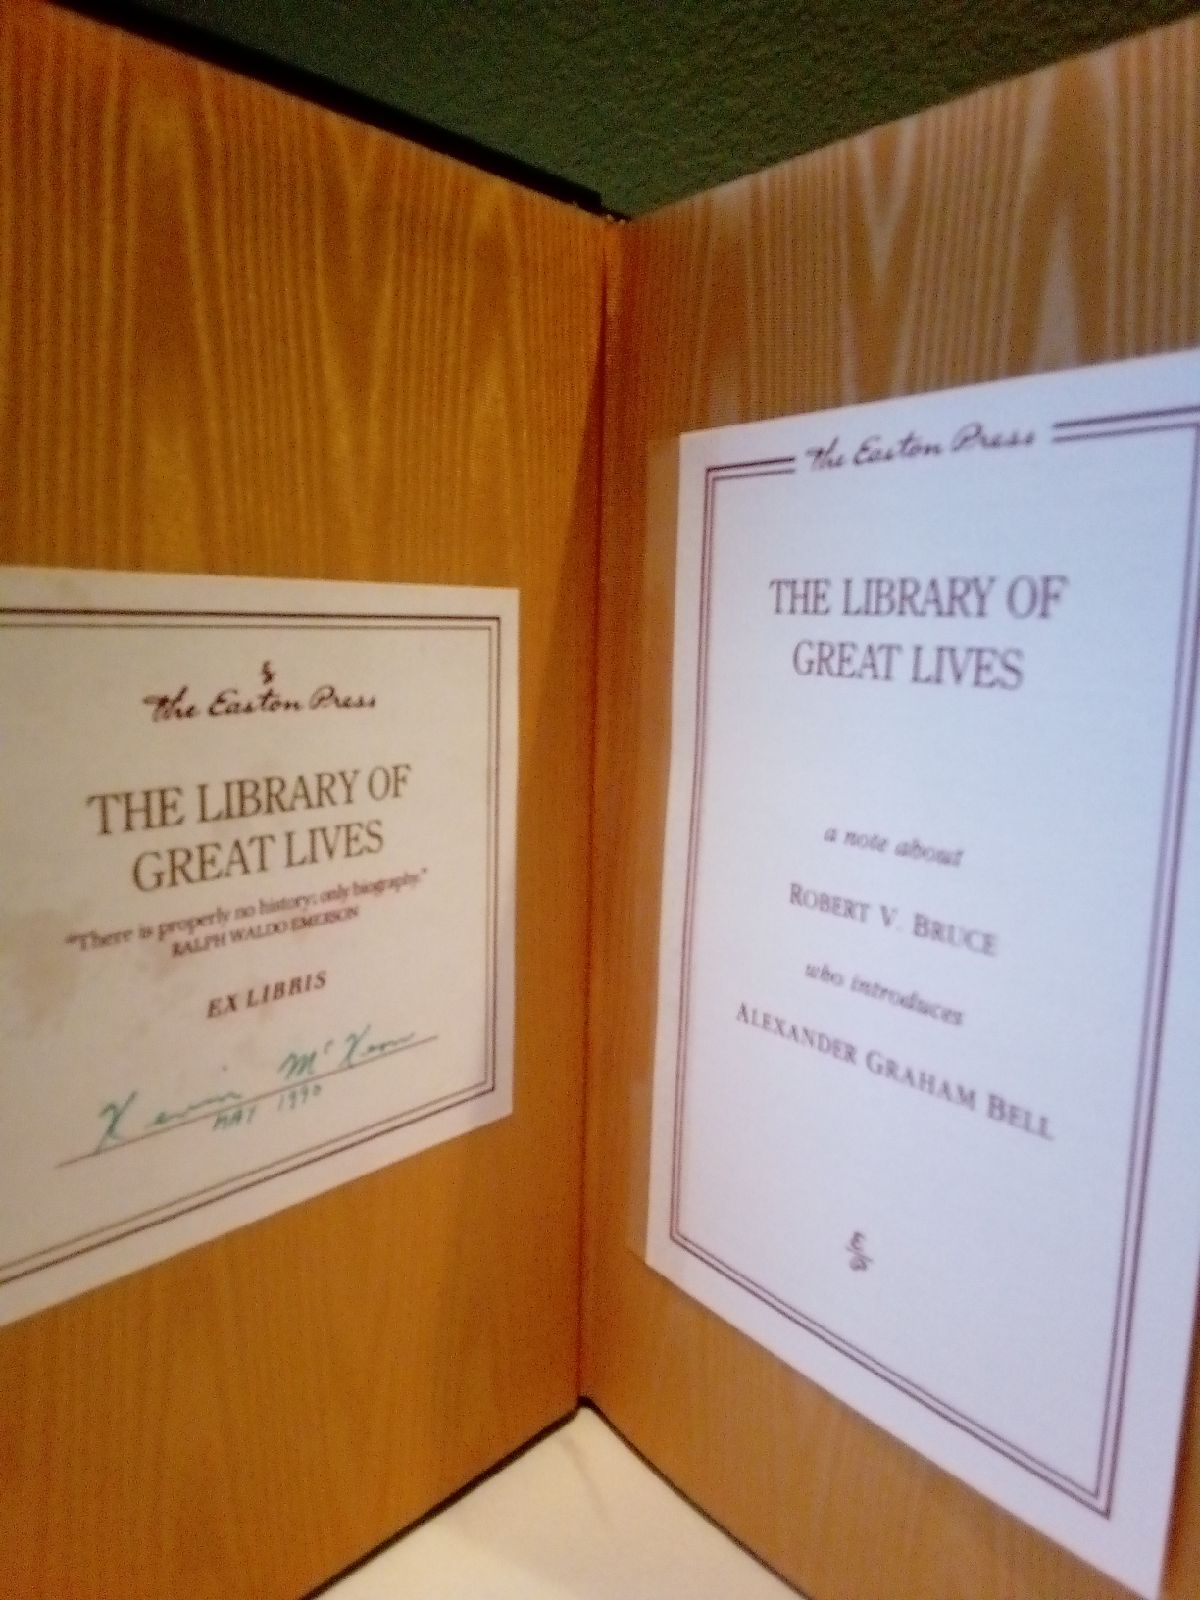 The Easton Press
THE LIBRARY OF
GREAT LIVES
"There is properly no history; only biography."
RALPH WALDO EMERSON
EX LIBRIS
Kevin McKeon
MAY 1990
The Easton Press
THE LIBRARY OF
GREAT LIVES
a note about
ROBERT V. BRUCE
who introduces
ALEXANDER GRAHAM BELL